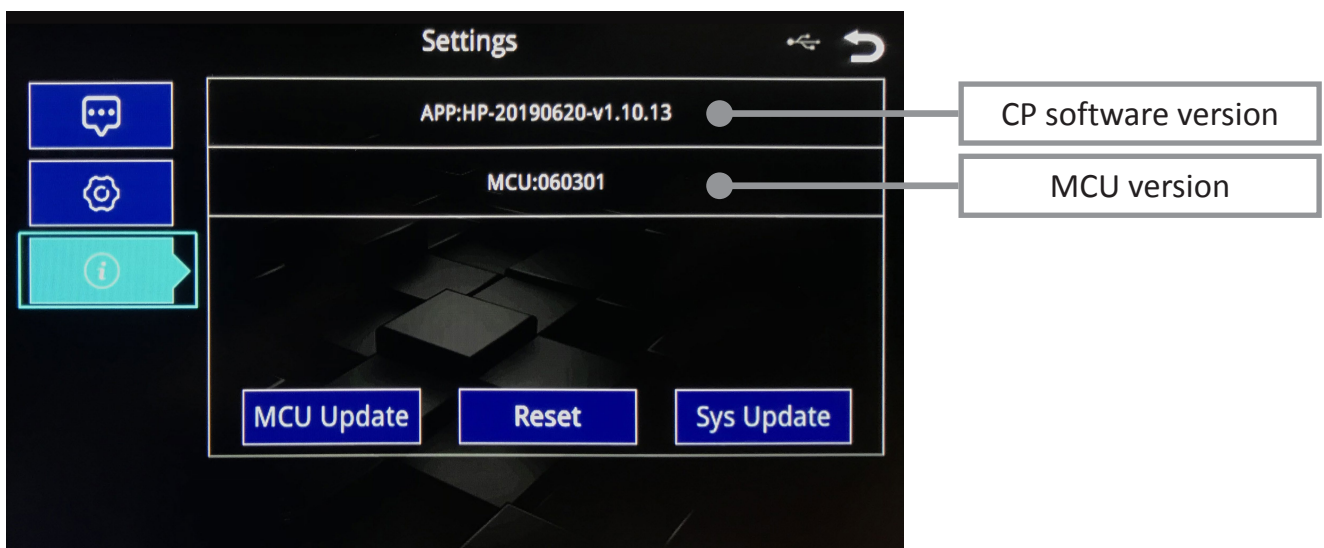 Settings
APP:HP-20190620-v1.10.13
CP software version
MCU:060301
MCU version
i
MCU Update
Reset
Sys Update